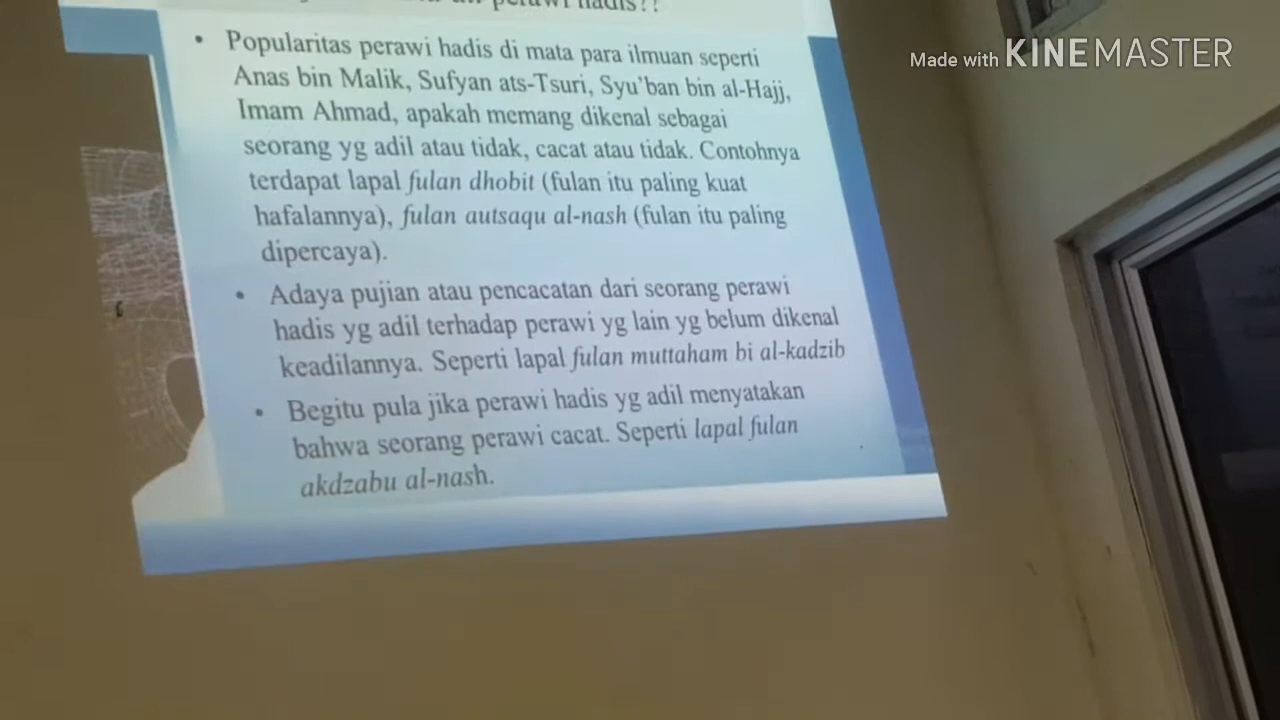 perawi hadis??
• Popularitas perawi hadis di mata para ilmuan seperti
Anas bin Malik, Sufyan ats-Tsuri, Syu'ban bin al-Hajj,
Imam Ahmad, apakah memang dikenal sebagai
seorang yg adil atau tidak, cacat atau tidak. Contohnya
terdapat lapal fulan dhobit (fulan itu paling kuat
hafalannya), fulan autsaqu al-nash (fulan itu paling
dipercaya).
• Adaya pujian atau pencacatan dari seorang perawi
hadis yg adil terhadap perawi yg lain yg belum dikenal
keadilannya. Seperti lapal fulan muttaham bi al-kadzib
• Begitu pula jika perawi hadis yg adil menyatakan
bahwa seorang perawi cacat. Seperti lapal fulan
akdzabu al-nash.
Made with KINEMASTER